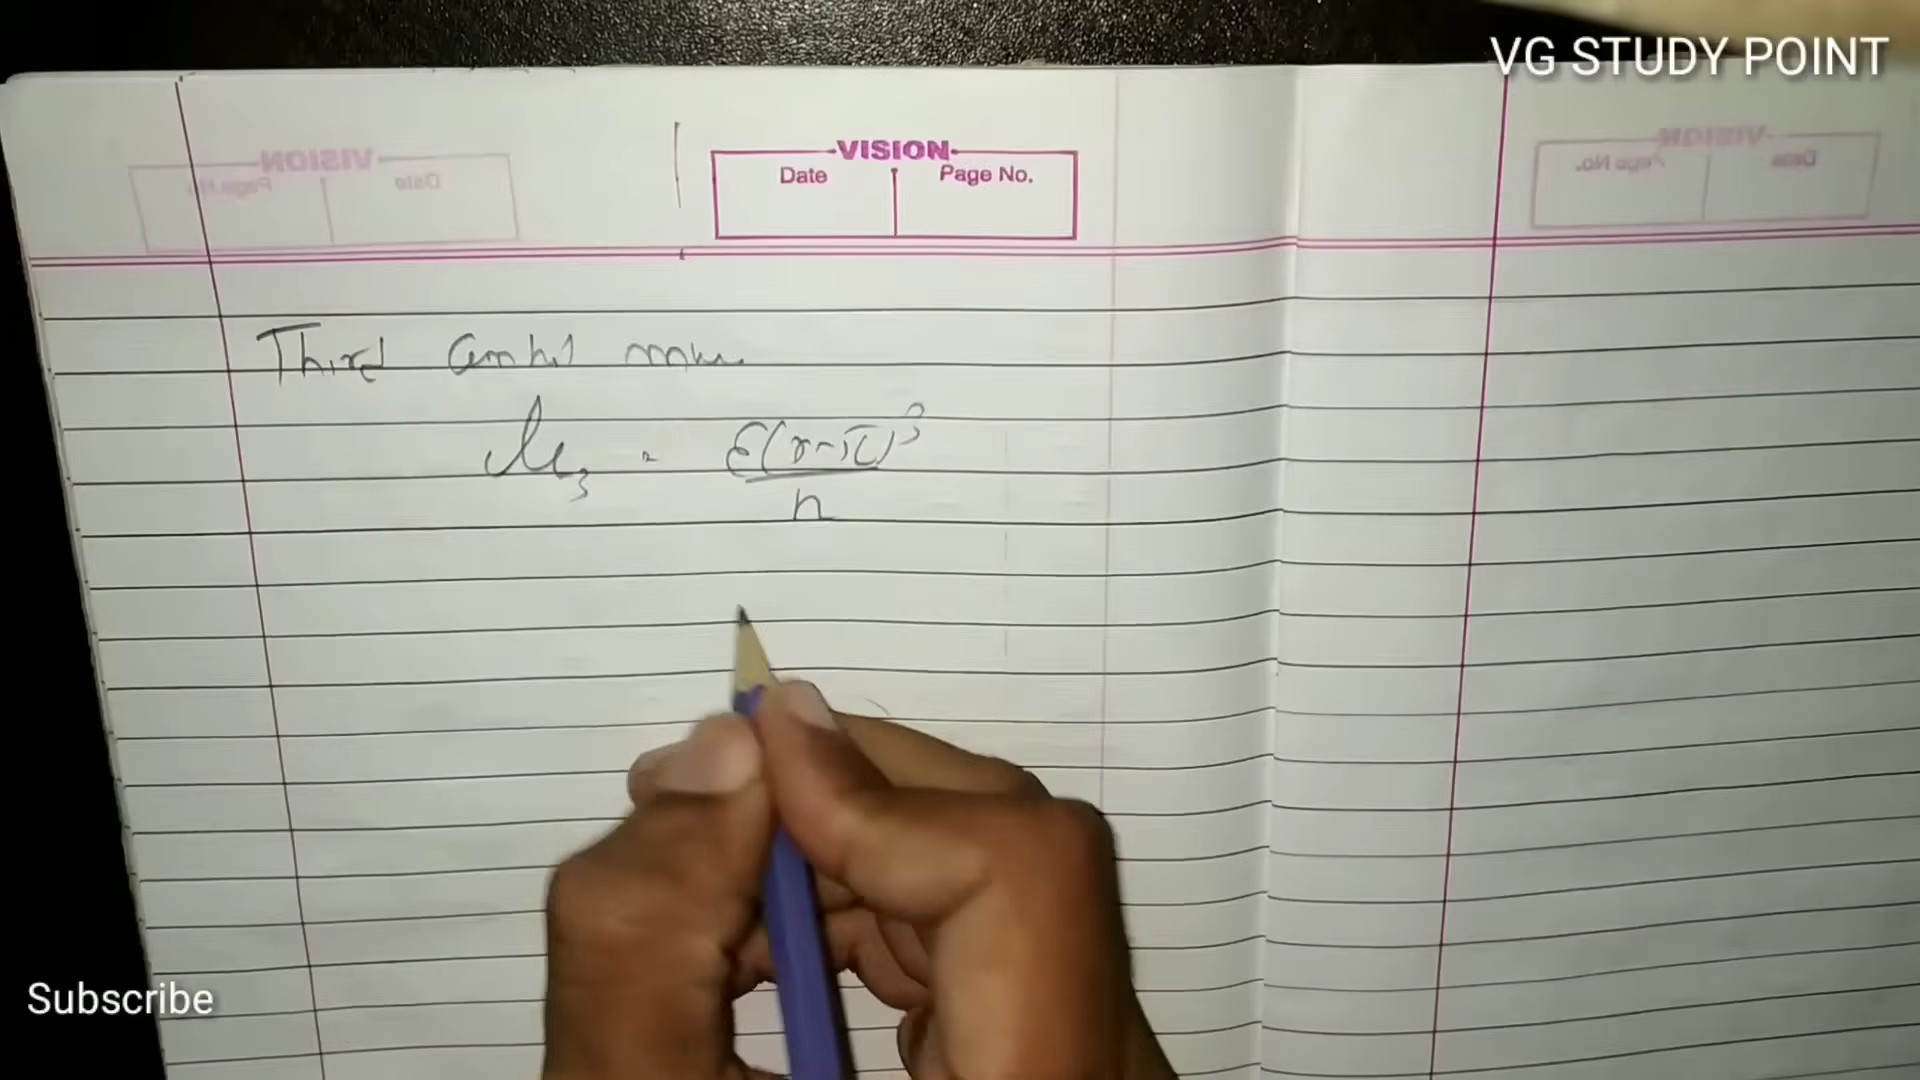 VG STUDY POINT
VISION
Date Page No.
Third
μ₃ = Σ(x-x̄)³
n
Subscribe